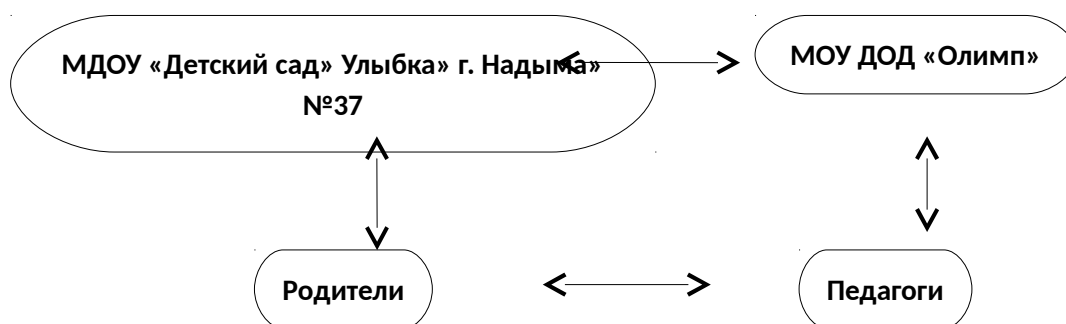 МДОУ «Детский сад» Улыбка» г. Надыма»
№37
МОУ ДОД «Олимп»
Родители
Педагоги